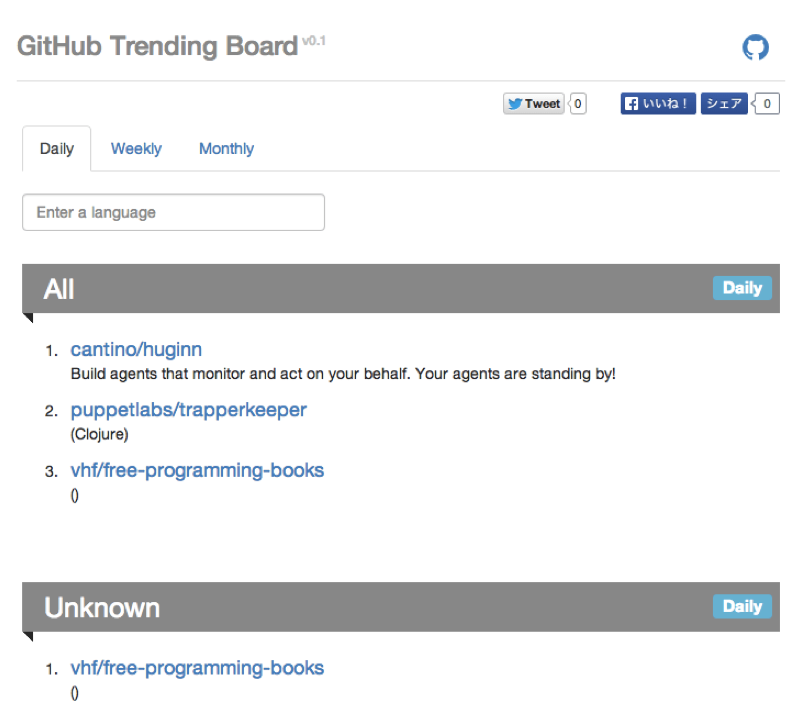 GitHub Trending Board v0.1
Tweet 0 いいね！ シェア 0
Daily Weekly Monthly
Enter a language
All Daily
1. cantino/huginn
Build agents that monitor and act on your behalf. Your agents are standing by!
2. puppetlabs/trapperkeeper
(Clojure)
3. vhf/free-programming-books
()
Unknown Daily
1. vhf/free-programming-books
()